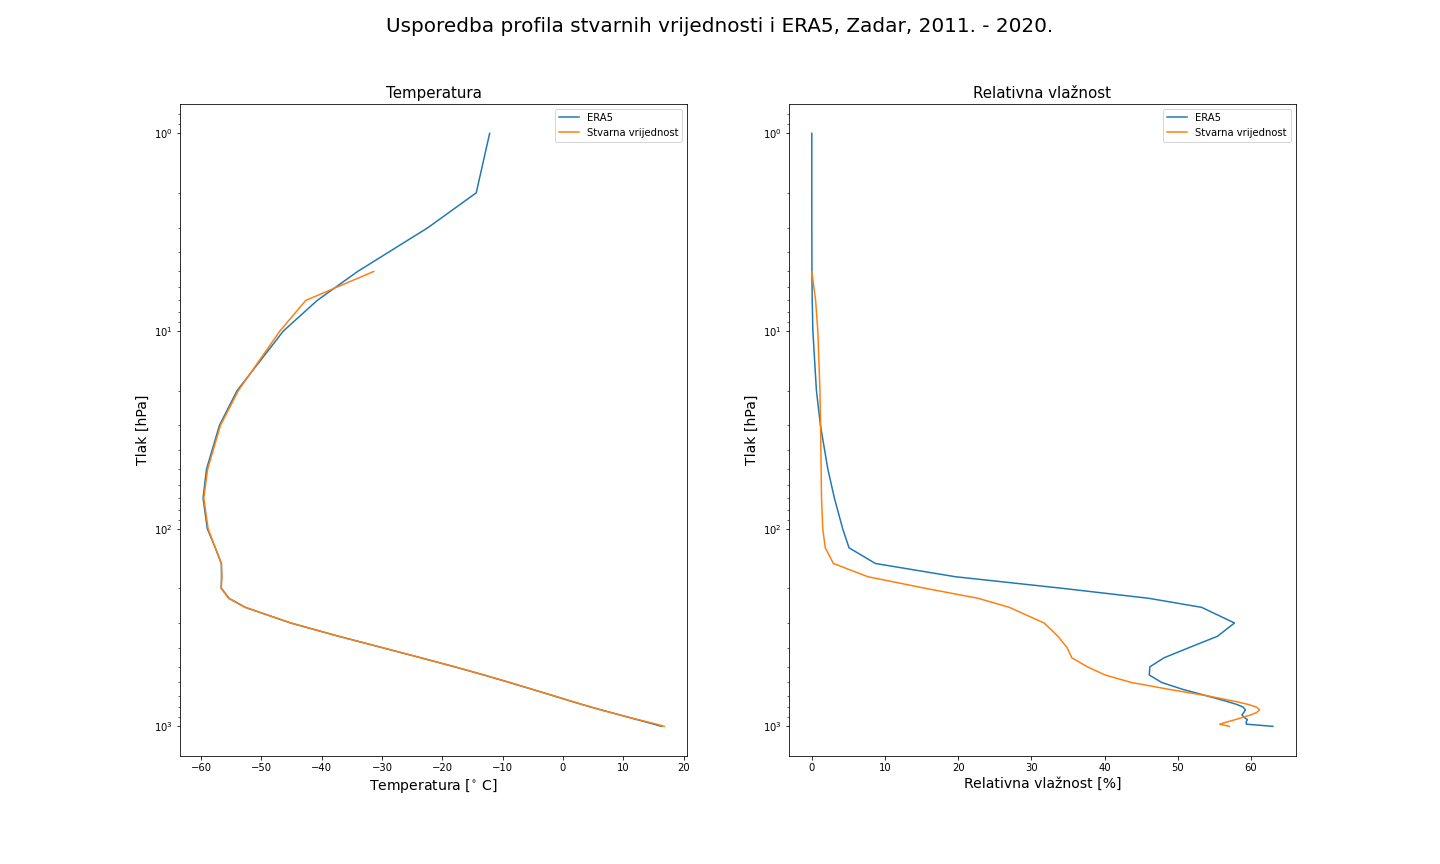 Usporedba profila stvarnih vrijednosti i ERA5, Zadar, 2011. - 2020.
Temperatura
ERA5
Stvarna vrijednost
10⁰
10¹
10²
10³
Tlak [hPa]
−60 −50 −40 −30 −20 −10 0 10 20
Temperatura [° C]
Relativna vlažnost
ERA5
Stvarna vrijednost
10⁰
10¹
10²
10³
Tlak [hPa]
0 10 20 30 40 50 60
Relativna vlažnost [%]